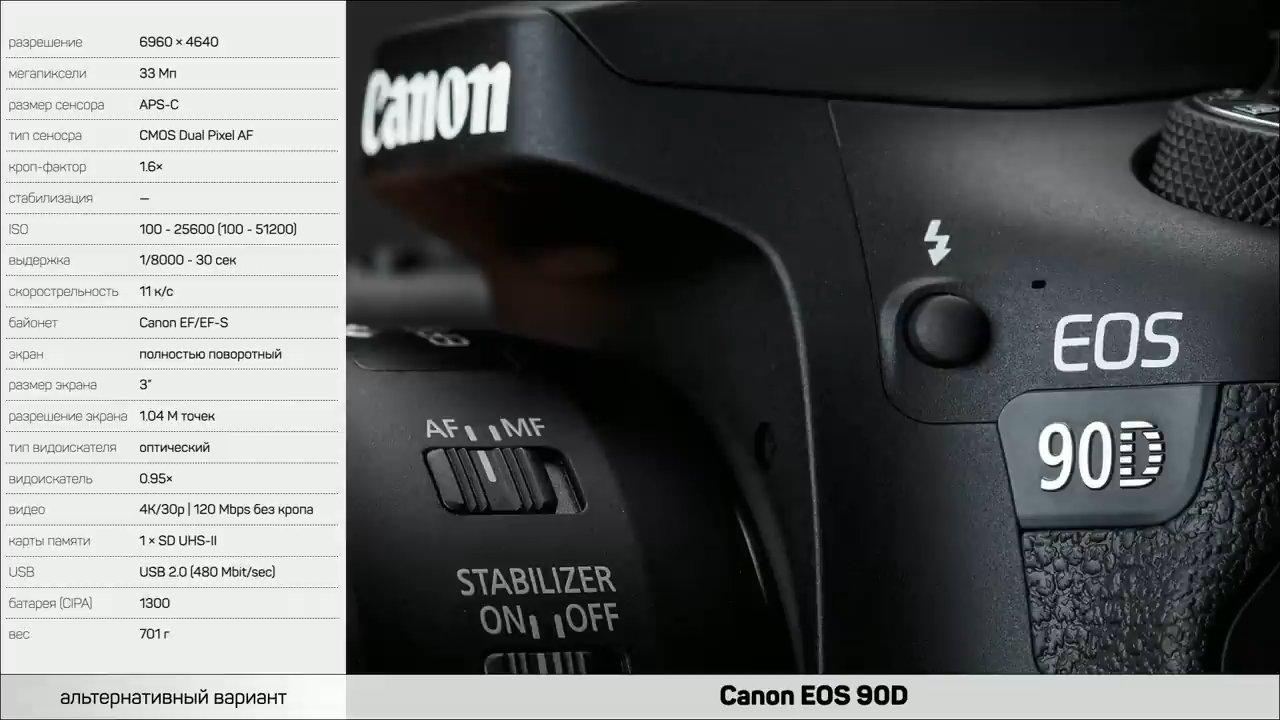 разрешение 6960 × 4640
мегапиксели 33 Мп
размер сенсора APS-C
тип сеносра CMOS Dual Pixel AF
кроп-фактор 1.6×
стабилизация —
ISO 100 - 25600 (100 - 51200)
выдержка 1/8000 - 30 сек
скорострельность 11 к/с
байонет Canon EF/EF-S
экран полностью поворотный
размер экрана 3”
разрешение экрана 1.04 М точек
тип видоискателя оптический
видоискатель 0.95×
видео 4K/30p | 120 Mbps без кропа
карты памяти 1 × SD UHS-II
USB USB 2.0 (480 Mbit/sec)
батарея (CIPA) 1300
вес 701 г
альтернативный вариант
Canon
EOS
90D
AF MF
STABILIZER
ON OFF
Canon EOS 90D